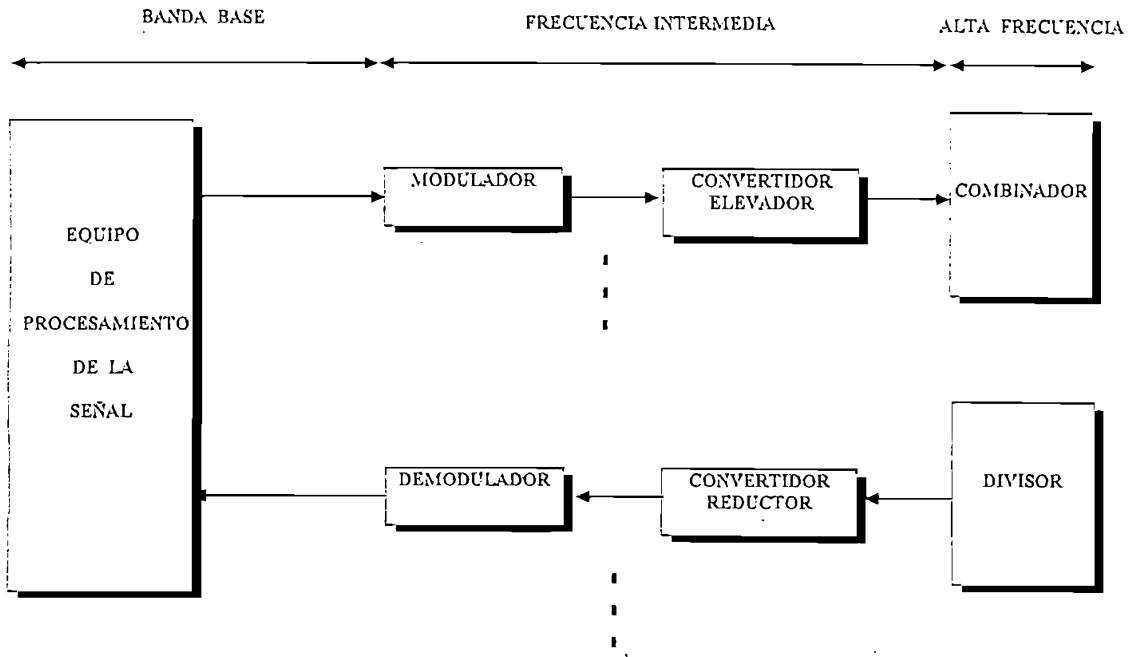 BANDA BASE
FRECUENCIA INTERMEDIA
ALTA FRECUENCIA
MODULADOR
CONVERTIDOR
ELEVADOR
COMBINADOR
EQUIPO
DE
PROCESAMIENTO
DE LA
SEÑAL
DEMODULADOR
CONVERTIDOR
REDUCTOR
DIVISOR